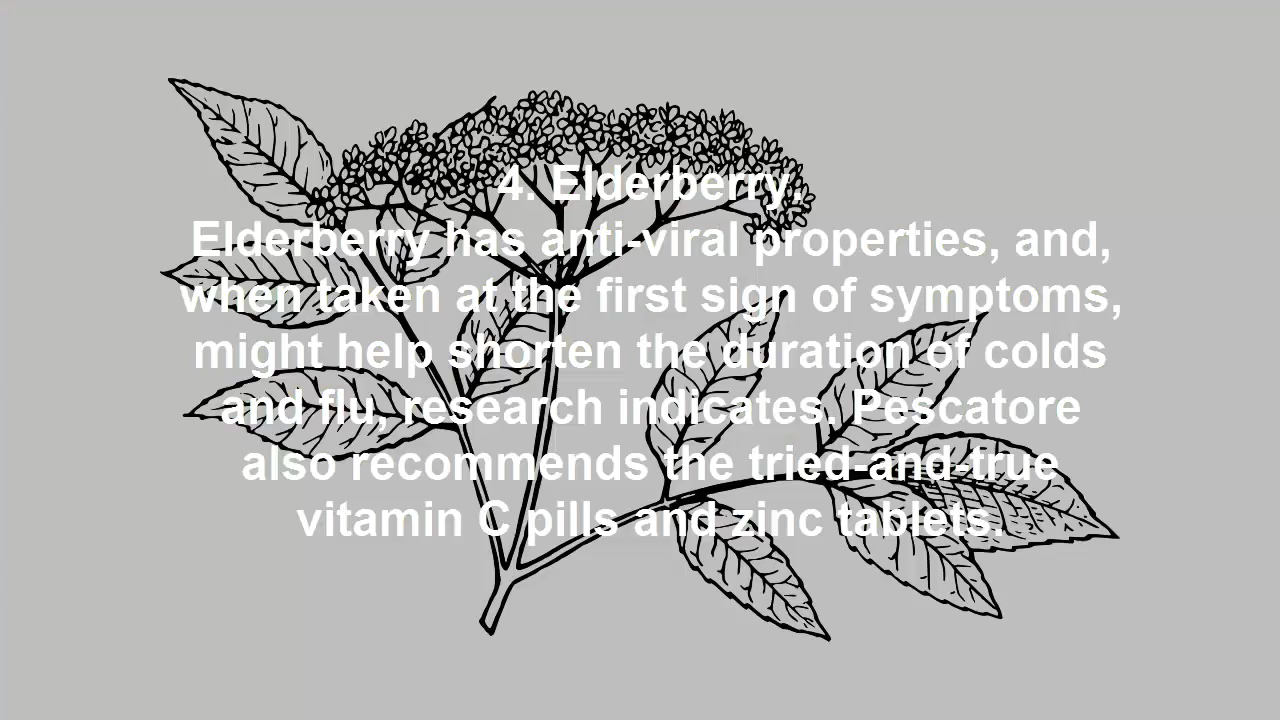 4. Elderberry.
Elderberry has anti-viral properties, and,
when taken at the first sign of symptoms,
might help shorten the duration of colds
and flu, research indicates. Pescatore
also recommends the tried-and-true
vitamin C pills and zinc tablets.